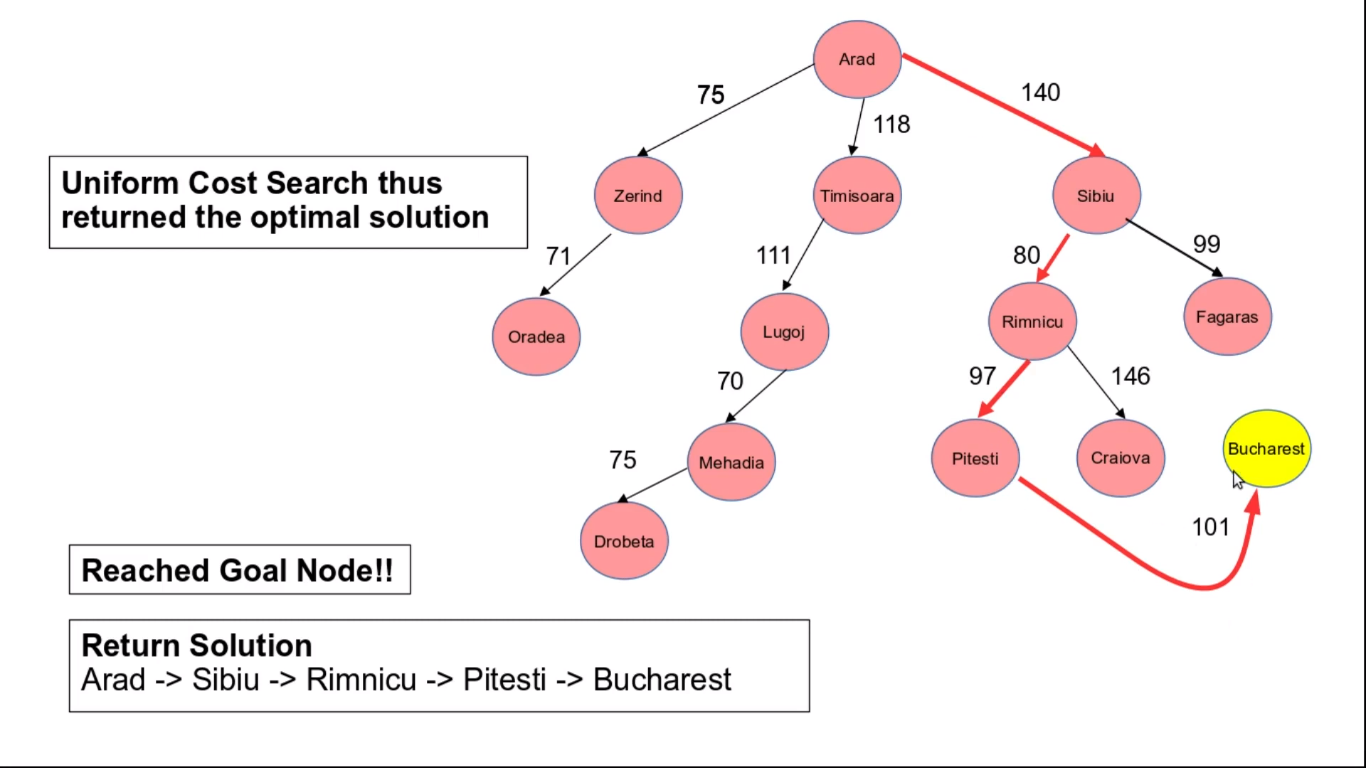 Arad
75
140
118
Uniform Cost Search thus
returned the optimal solution
Zerind
Timisoara
Sibiu
71
111
80
99
Oradea
Lugoj
Rimnicu
Fagaras
70
97
146
75
Mehadia
Pitesti
Craiova
Bucharest
Drobeta
101
Reached Goal Node!!
Return Solution
Arad -> Sibiu -> Rimnicu -> Pitesti -> Bucharest